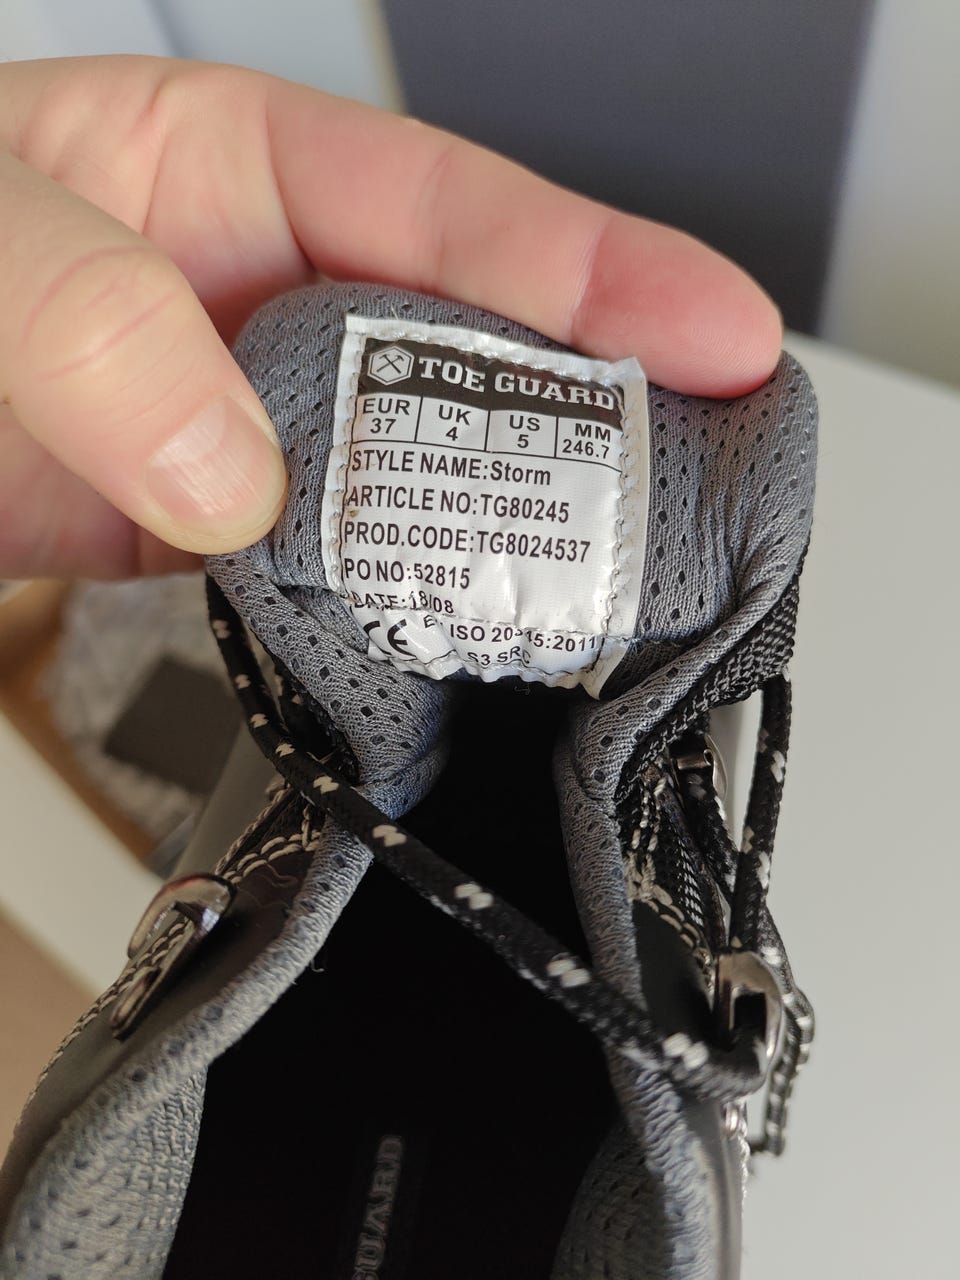 TOE GUARD
EUR 37 UK 4 US 5 MM 246.7
STYLE NAME:Storm
ARTICLE NO:TG80245
PROD.CODE:TG8024537
PO NO:52815
DATE:18/08
CE ISO 20345:2011
S3 SRC
GUARD